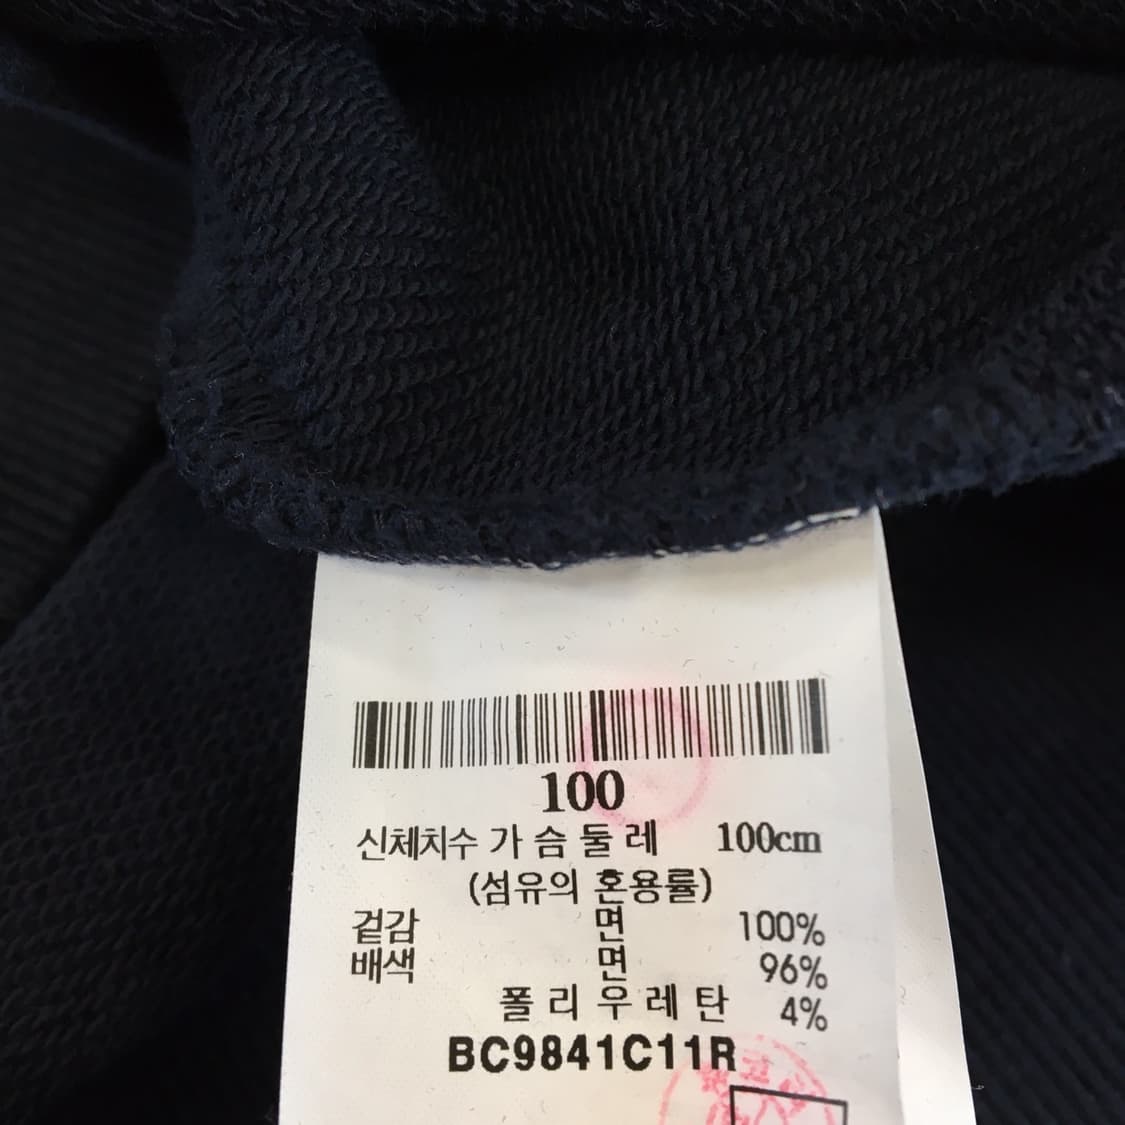 100
신체치수 가슴둘레 100cm
(섬유의 혼용률)
겉감 면 100%
배색 면 96%
폴리우레탄 4%
BC9841C11R